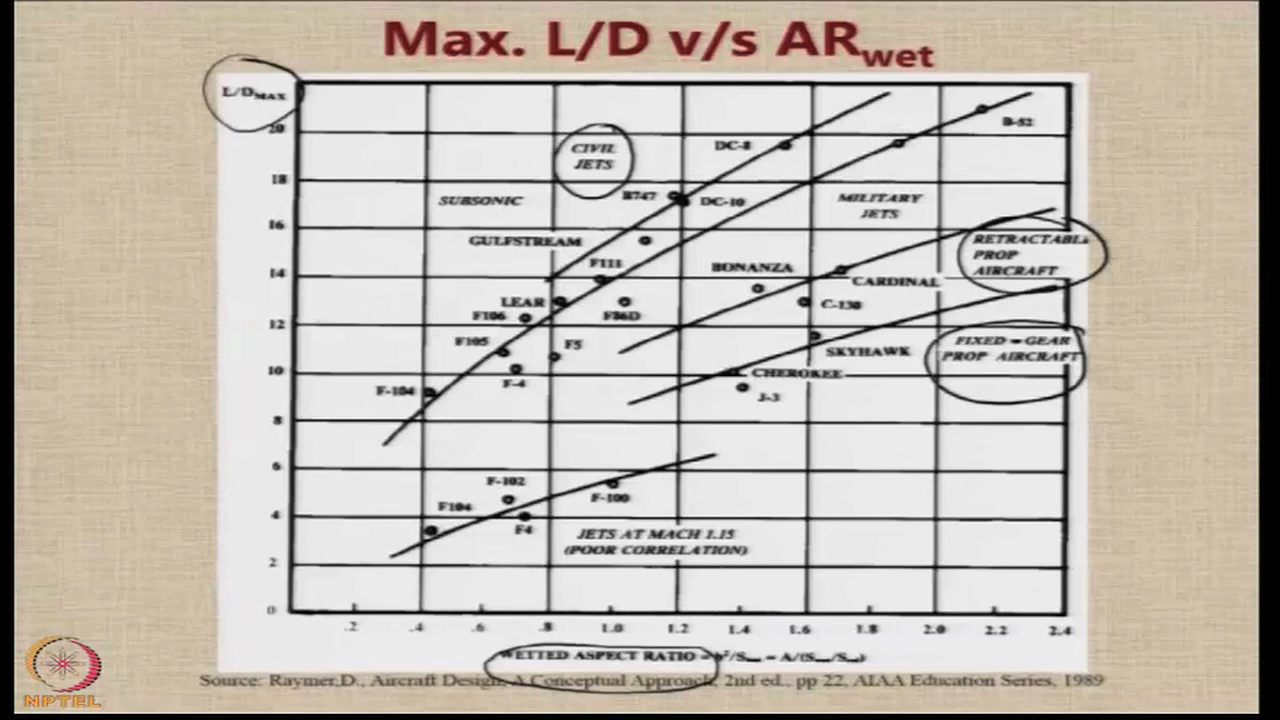 Max. L/D v/s ARwet
L/DMAX
20
18
16
14
12
10
8
6
4
2
0
CIVIL
JETS
SUBSONIC
DC-8
B-52
B747
DC-10
MILITARY
JETS
GULFSTREAM
RETRACTABLE
PROP
AIRCRAFT
F111
BONANZA
CARDINAL
LEAR
F106
F86D
C-130
F105
F5
SKYHAWK
FIXED-GEAR
PROP AIRCRAFT
F-4
CHEROKEE
F-104
J-3
F-102
F-100
F104
F4
JETS AT MACH 1.15
(POOR CORRELATION)
.2 .4 .6 .8 1.0 1.2 1.4 1.6 1.8 2.0 2.2 2.4
WETTED ASPECT RATIO = b²/Swet = A/(Swet/Sref)
Source: Raymer,D., Aircraft Design, A Conceptual Approach, 2nd ed., pp 22, AIAA Education Series, 1989
NPTEL